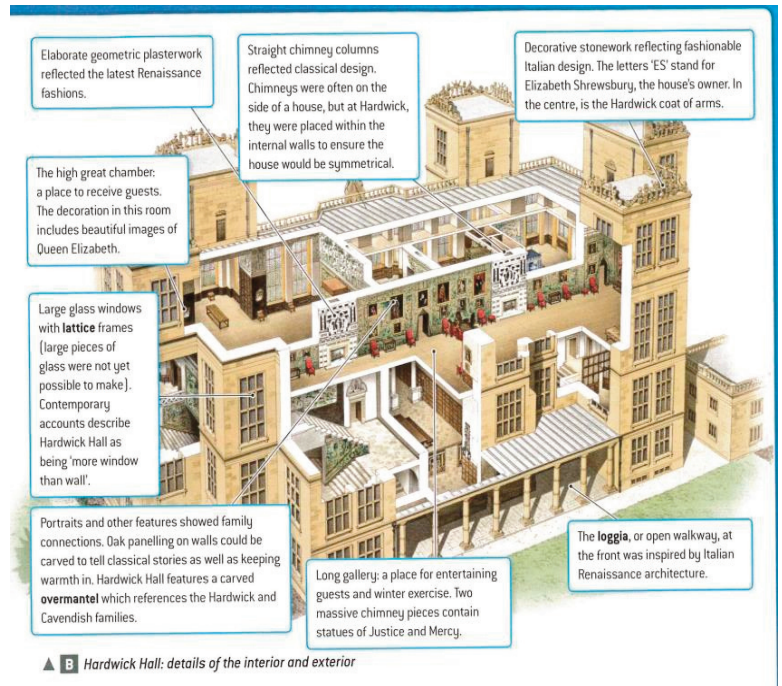 Elaborate geometric plasterwork
reflected the latest Renaissance
fashions.
Straight chimney columns
reflected classical design.
Chimneys were often on the
side of a house, but at Hardwick,
they were placed within the
internal walls to ensure the
house would be symmetrical.
Decorative stonework reflecting fashionable
Italian design. The letters 'ES' stand for
Elizabeth Shrewsbury, the house's owner. In
the centre, is the Hardwick coat of arms.
The high great chamber:
a place to receive guests.
The decoration in this room
includes beautiful images of
Queen Elizabeth.
Large glass windows
with lattice frames
(large pieces of
glass were not yet
possible to make).
Contemporary
accounts describe
Hardwick Hall as
being 'more window
than wall'.
Portraits and other features showed family
connections. Oak panelling on walls could be
carved to tell classical stories as well as keeping
warmth in. Hardwick Hall features a carved
overmantel which references the Hardwick and
Cavendish families.
Long gallery: a place for entertaining
guests and winter exercise. Two
massive chimney pieces contain
statues of Justice and Mercy.
The loggia, or open walkway, at
the front was inspired by Italian
Renaissance architecture.
▲ B Hardwick Hall: details of the interior and exterior